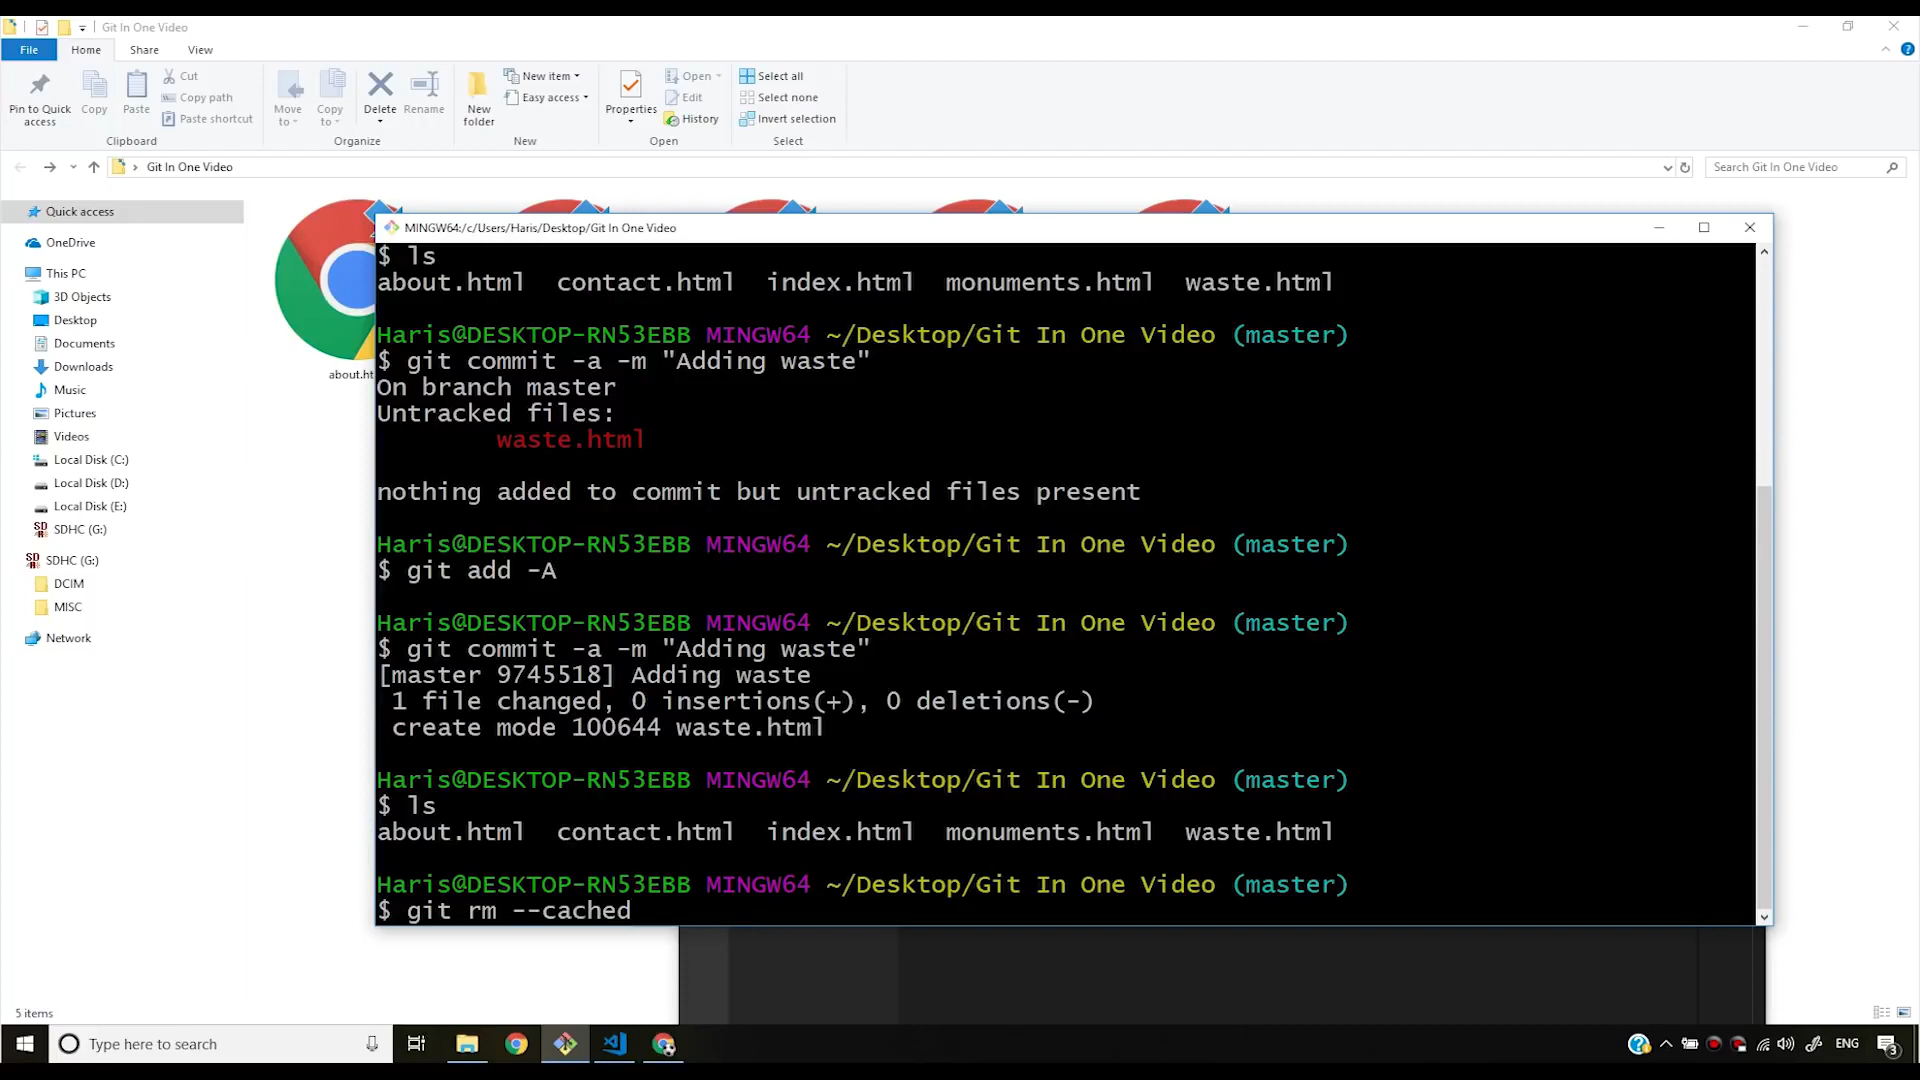 Git In One Video
File Home Share View
Pin to Quick access
Copy
Paste
Cut
Copy path
Paste shortcut
Clipboard
Move to
Copy to
Delete
Rename
Organize
New folder
New item
Easy access
New
Properties
Open
Edit
History
Open
Select all
Select none
Invert selection
Select
Git In One Video
Search Git In One Video
Quick access
OneDrive
This PC
3D Objects
Desktop
Documents
Downloads
Music
Pictures
Videos
Local Disk (C:)
Local Disk (D:)
Local Disk (E:)
SDHC (G:)
SDHC (G:)
DCIM
MISC
Network
about.ht
MINGW64:/c/Users/Haris/Desktop/Git In One Video
$ ls
about.html contact.html index.html monuments.html waste.html
Haris@DESKTOP-RN53EBB MINGW64 ~/Desktop/Git In One Video (master)
$ git commit -a -m "Adding waste"
On branch master
Untracked files:
waste.html
nothing added to commit but untracked files present
Haris@DESKTOP-RN53EBB MINGW64 ~/Desktop/Git In One Video (master)
$ git add -A
Haris@DESKTOP-RN53EBB MINGW64 ~/Desktop/Git In One Video (master)
$ git commit -a -m "Adding waste"
[master 9745518] Adding waste
1 file changed, 0 insertions(+), 0 deletions(-)
create mode 100644 waste.html
Haris@DESKTOP-RN53EBB MINGW64 ~/Desktop/Git In One Video (master)
$ ls
about.html contact.html index.html monuments.html waste.html
Haris@DESKTOP-RN53EBB MINGW64 ~/Desktop/Git In One Video (master)
$ git rm --cached
5 items
Type here to search
ENG
3